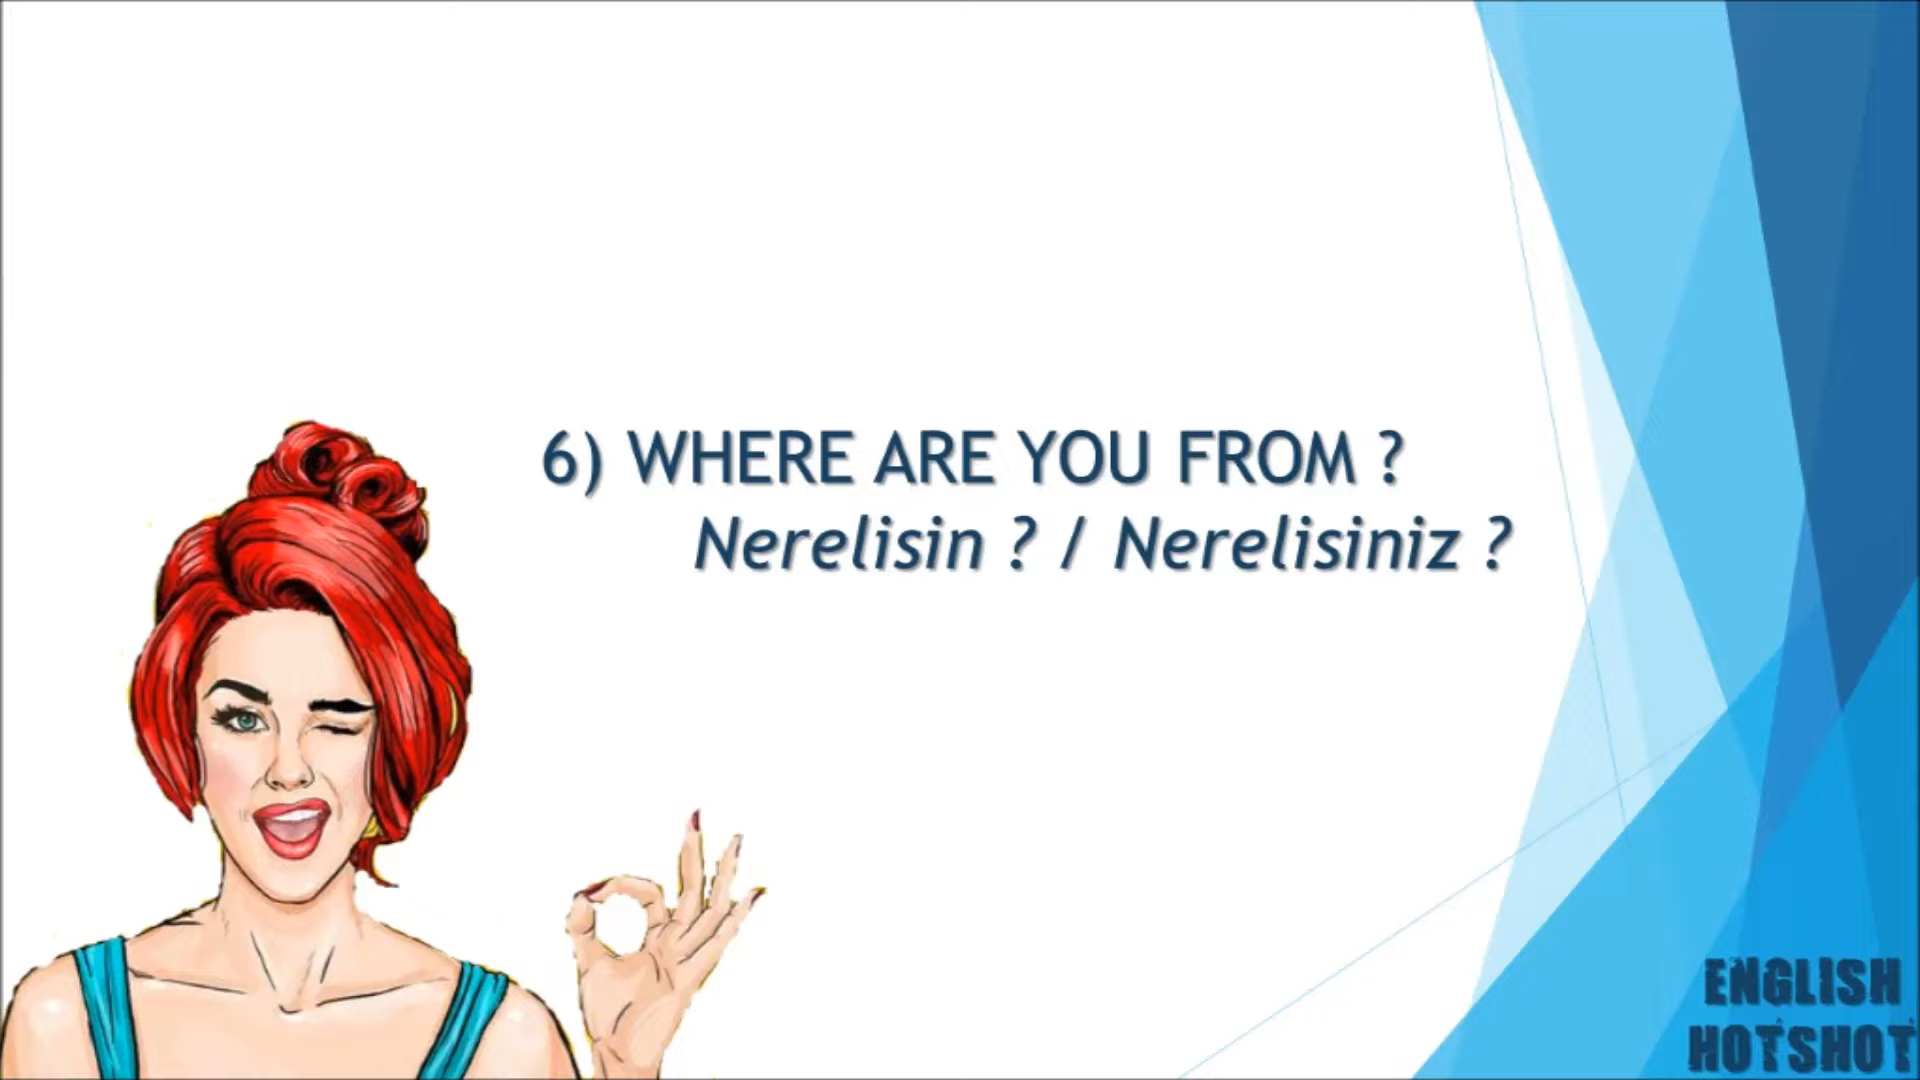 6) WHERE ARE YOU FROM ?
Nerelisin ? / Nerelisiniz ?
ENGLISH
HOTSHOT